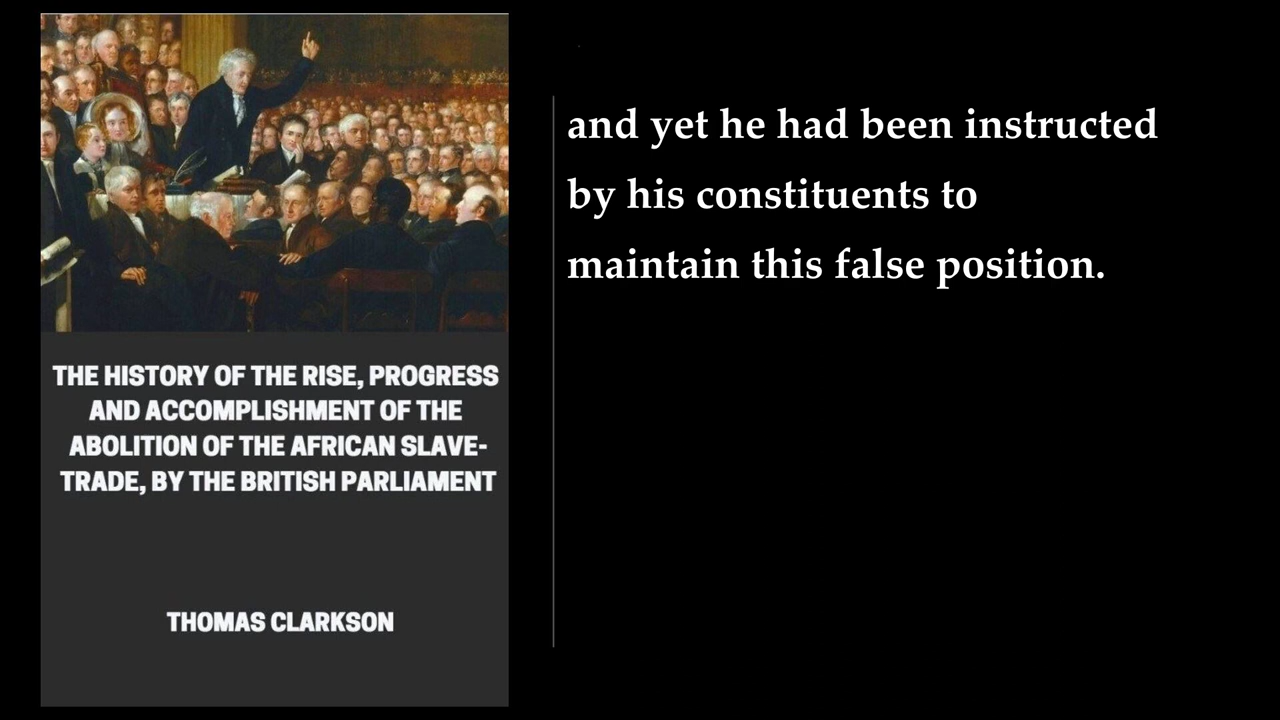 THE HISTORY OF THE RISE, PROGRESS
AND ACCOMPLISHMENT OF THE
ABOLITION OF THE AFRICAN SLAVE-
TRADE, BY THE BRITISH PARLIAMENT
THOMAS CLARKSON
and yet he had been instructed
by his constituents to
maintain this false position.